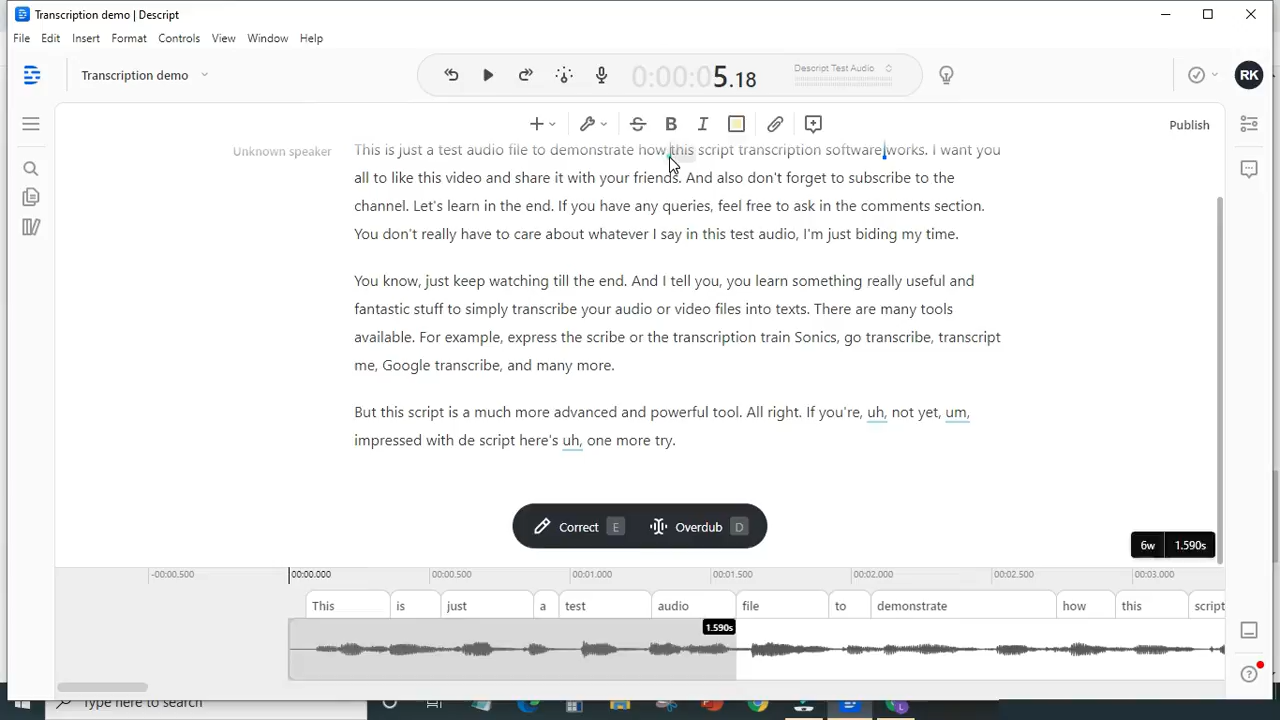 Transcription demo | Descript
File Edit Insert Format Controls View Window Help
Transcription demo
0:00:05.18
Descript Test Audio
RK
Publish
Unknown speaker
This is just a test audio file to demonstrate how this script transcription software works. I want you
all to like this video and share it with your friends. And also don't forget to subscribe to the
channel. Let's learn in the end. If you have any queries, feel free to ask in the comments section.
You don't really have to care about whatever I say in this test audio, I'm just biding my time.
You know, just keep watching till the end. And I tell you, you learn something really useful and
fantastic stuff to simply transcribe your audio or video files into texts. There are many tools
available. For example, express the scribe or the transcription train Sonics, go transcribe, transcript
me, Google transcribe, and many more.
But this script is a much more advanced and powerful tool. All right. If you're, uh, not yet, um,
impressed with de script here's uh, one more try.
Correct E Overdub D
6w 1.590s
-00:00.500 00:00.000 00:00.500 00:01.000 00:01.500 00:02.000 00:02.500 00:03.000
This is just a test audio file to demonstrate how this script
1.590s
Type here to search